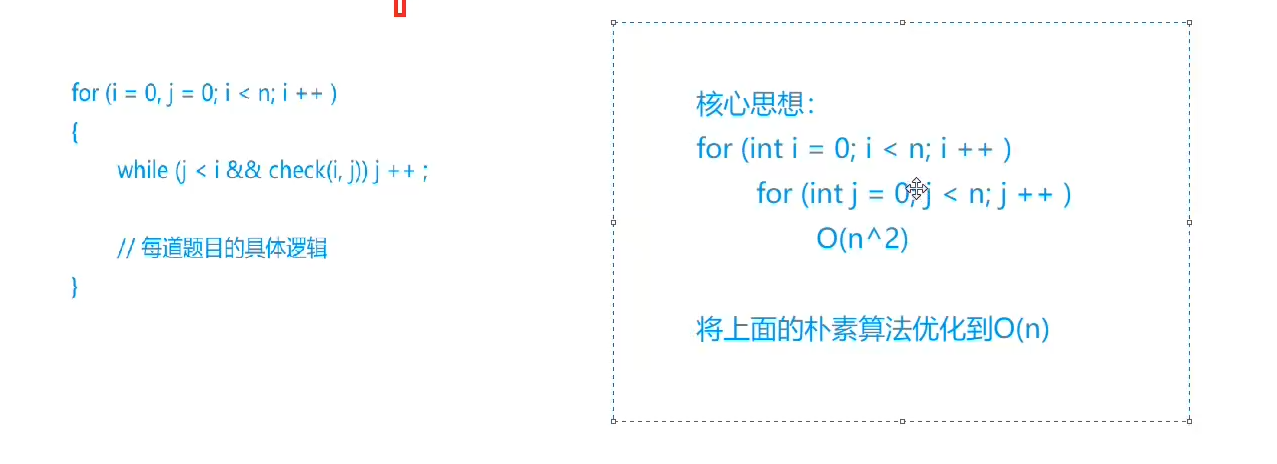 for (i = 0, j = 0; i < n; i ++ )
{
while (j < i && check(i, j)) j ++ ;
// 每道题目的具体逻辑
}
核心思想：
for (int i = 0; i < n; i ++ )
for (int j = 0; j < n; j ++ )
O(n^2)
将上面的朴素算法优化到O(n)